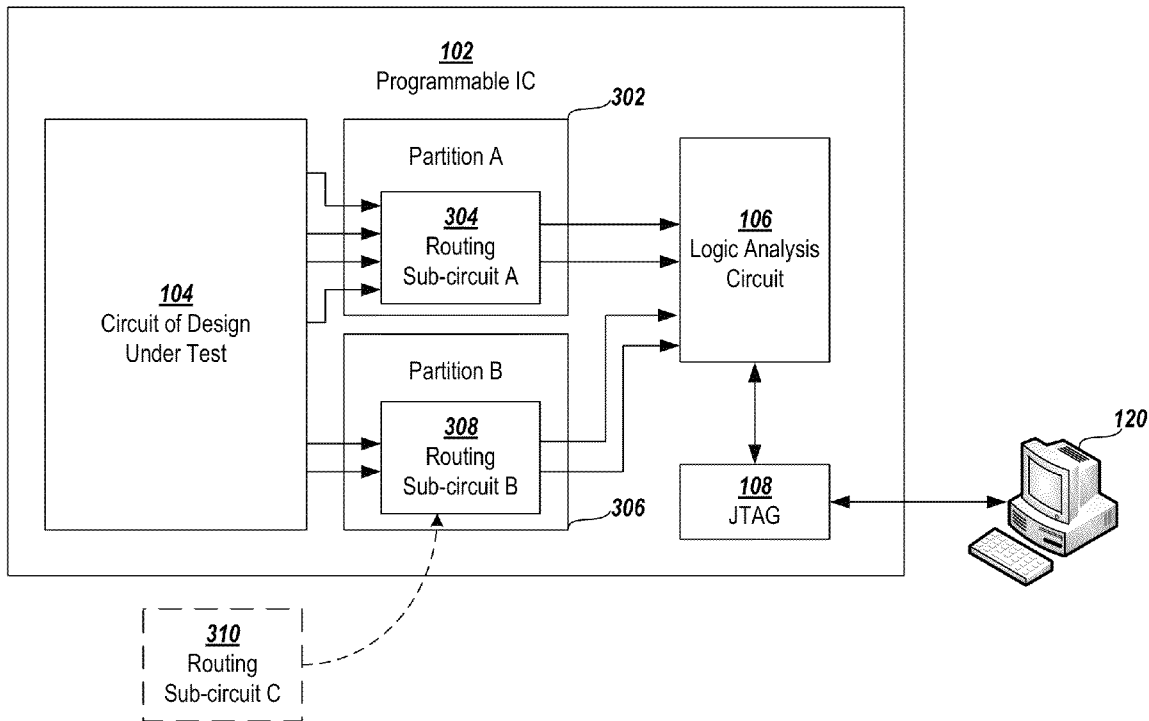 102
Programmable IC
302
Partition A
304
Routing
Sub-circuit A
106
Logic Analysis
Circuit
104
Circuit of Design
Under Test
Partition B
308
Routing
Sub-circuit B
306
108
JTAG
120
310
Routing
Sub-circuit C